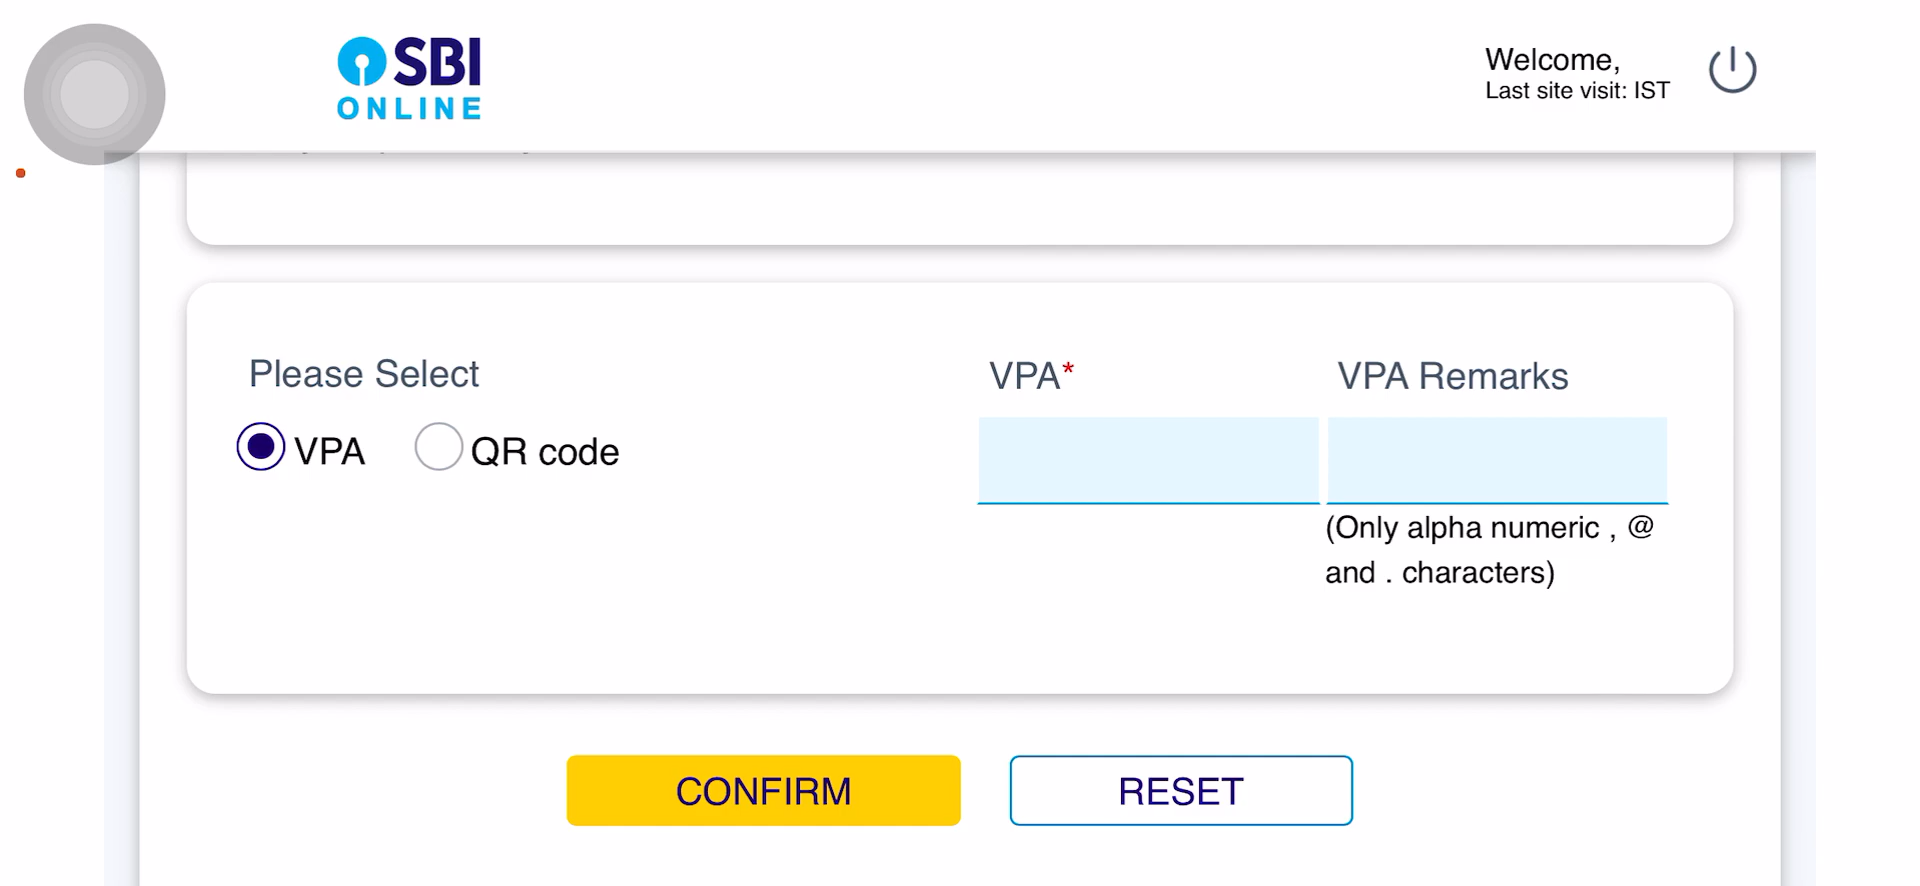 SBI
ONLINE
Welcome,
Last site visit: IST
Please Select
VPA
QR code
VPA*
VPA Remarks
(Only alpha numeric , @
and . characters)
CONFIRM
RESET